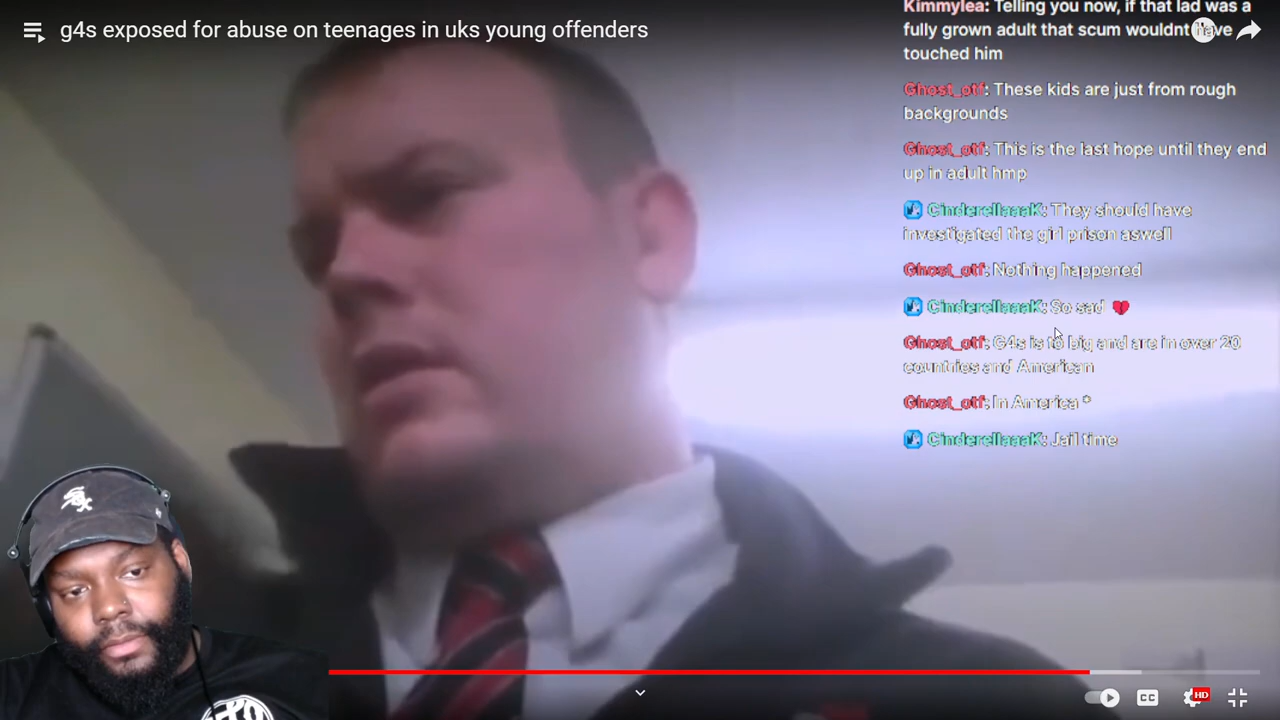 g4s exposed for abuse on teenages in uks young offenders
Kimmylea: Telling you now, if that lad was a
fully grown adult that scum wouldnt have
touched him
Ghost_otf: These kids are just from rough
backgrounds
Ghost_otf: This is the last hope until they end
up in adult hmp
CinderellaaaK: They should have
investigated the girl prison aswell
Ghost_otf: Nothing happened
CinderellaaaK: So sad 💔
Ghost_otf: G4s is to big and are in over 20
countries and American
Ghost_otf: In America *
CinderellaaaK: Jail time
Sox
CC
HD